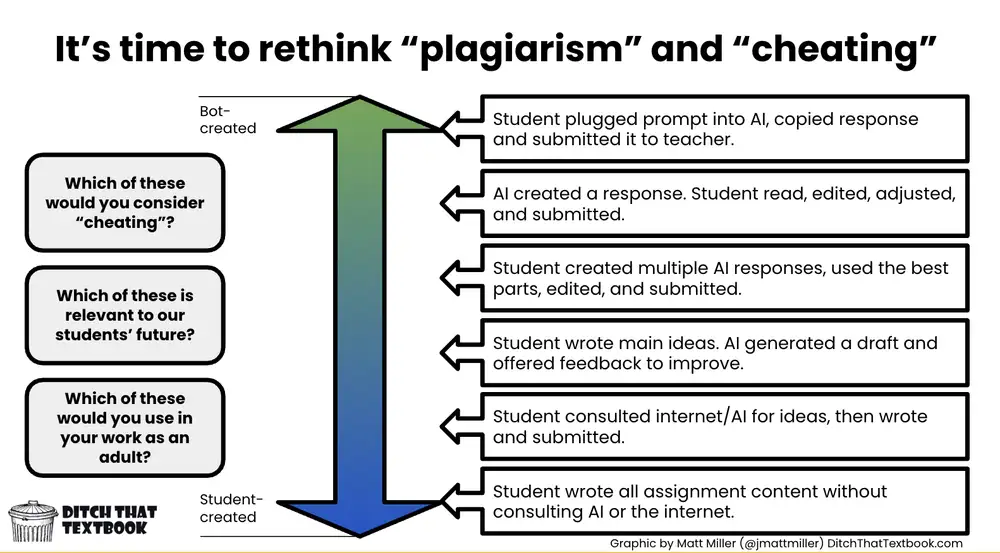 It’s time to rethink “plagiarism” and “cheating”
Bot-
created
Student plugged prompt into AI, copied response
and submitted it to teacher.
Which of these
would you consider
“cheating”?
AI created a response. Student read, edited, adjusted,
and submitted.
Which of these is
relevant to our
students’ future?
Student created multiple AI responses, used the best
parts, edited, and submitted.
Student wrote main ideas. AI generated a draft and
offered feedback to improve.
Which of these
would you use in
your work as an
adult?
Student consulted internet/AI for ideas, then wrote
and submitted.
Student-
created
Student wrote all assignment content without
consulting AI or the internet.
DITCH THAT
TEXTBOOK
Graphic by Matt Miller (@jmattmiller) DitchThatTextbook.com